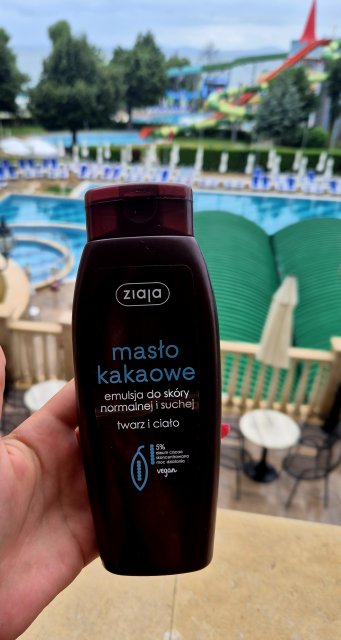 ziaja
masło
kakaowe
emulsja do skóry
normalnej i suchej
twarz i ciało
5%
vegan